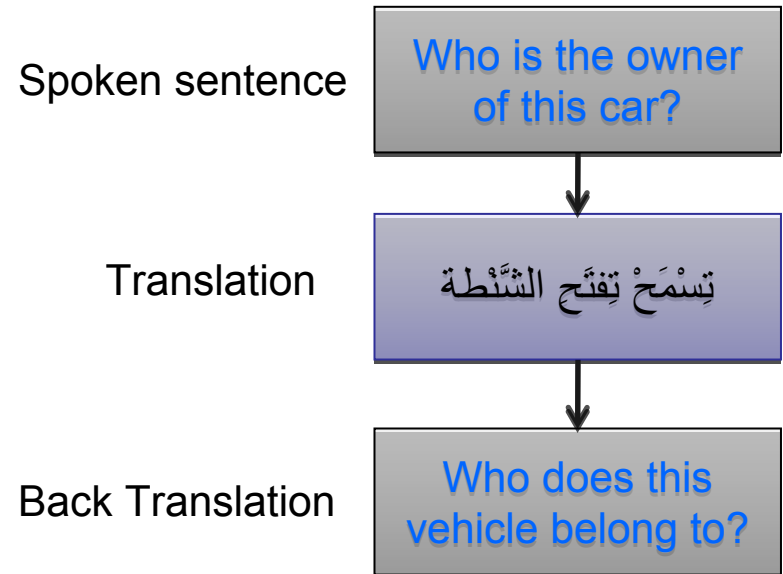 Spoken sentence
Who is the owner
of this car?
Translation
تِسْمَحْ تِفتَحِ الشَّنْطة
Back Translation
Who does this
vehicle belong to?